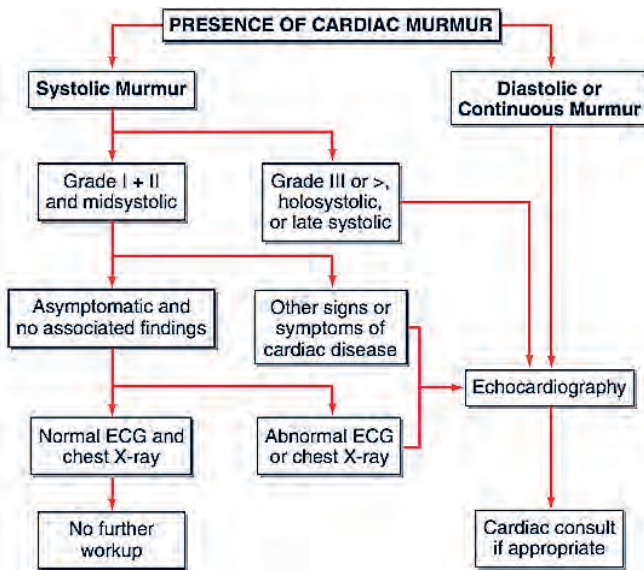 PRESENCE OF CARDIAC MURMUR
Systolic Murmur
Diastolic or
Continuous Murmur
Grade I + II
and midsystolic
Grade III or >,
holosystolic,
or late systolic
Asymptomatic and
no associated findings
Other signs or
symptoms of
cardiac disease
Echocardiography
Normal ECG and
chest X-ray
Abnormal ECG
or chest X-ray
No further
workup
Cardiac consult
if appropriate